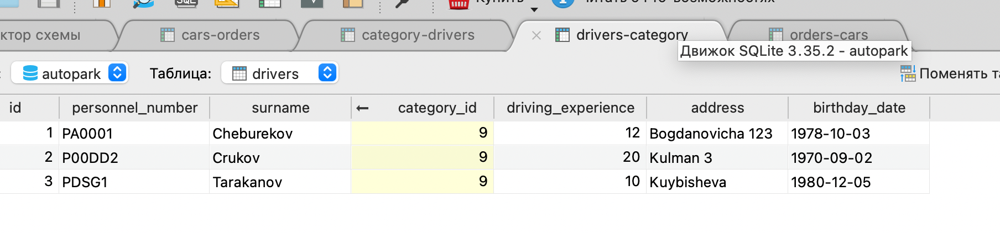 SQL
Купить
ктор схемы
cars-orders
category-drivers
drivers-category
orders-cars
Движок SQLite 3.35.2 - autopark
autopark
Таблица:
drivers
Поменять
id personnel_number surname ← category_id driving_experience address birthday_date
1 PA0001 Cheburekov 9 12 Bogdanovicha 123 1978-10-03
2 P00DD2 Crukov 9 20 Kulman 3 1970-09-02
3 PDSG1 Tarakanov 9 10 Kuybisheva 1980-12-05